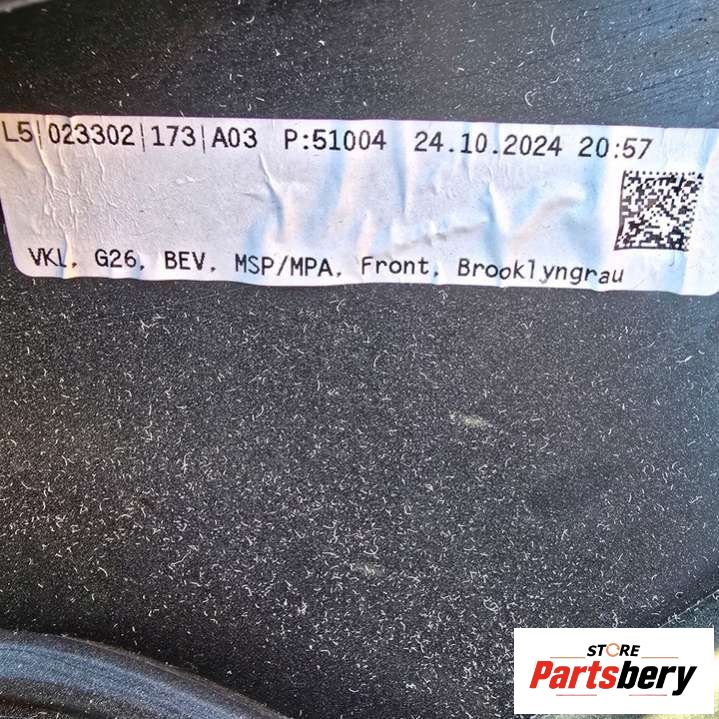 L5|023302|173|A03 P:51004 24.10.2024 20:57
VKL, G26, BEV, MSP/MPA, Front, Brooklyngrau
STORE
Partsbery